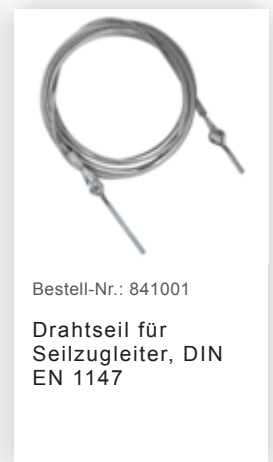 Bestell-Nr.: 841001
Drahtseil für
Seilzugleiter, DIN
EN 1147